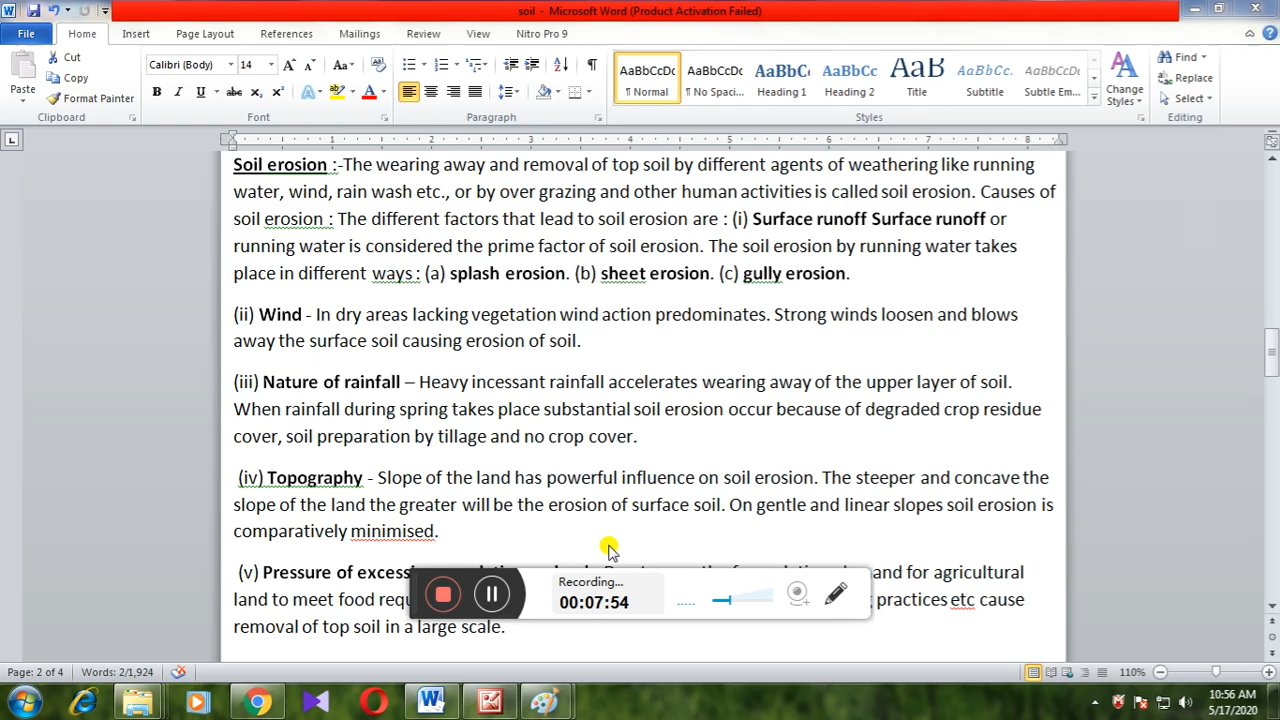 soil - Microsoft Word (Product Activation Failed)
File Home Insert Page Layout References Mailings Review View Nitro Pro 9
Paste Cut Copy Format Painter Clipboard
Calibri (Body) 14 Font
Paragraph
AaBbCcDc AaBbCcDc AaBbC AaBbCc AaB AaBbCcI AaBbCcDc
¶ Normal ¶ No Spaci... Heading 1 Heading 2 Title Subtitle Subtle Em...
Change Styles Styles
Find Replace Select Editing
1 2 3 4 5 6 7 8
Soil erosion :-The wearing away and removal of top soil by different agents of weathering like running
water, wind, rain wash etc., or by over grazing and other human activities is called soil erosion. Causes of
soil erosion : The different factors that lead to soil erosion are : (i) Surface runoff Surface runoff or
running water is considered the prime factor of soil erosion. The soil erosion by running water takes
place in different ways : (a) splash erosion. (b) sheet erosion. (c) gully erosion.
(ii) Wind - In dry areas lacking vegetation wind action predominates. Strong winds loosen and blows
away the surface soil causing erosion of soil.
(iii) Nature of rainfall – Heavy incessant rainfall accelerates wearing away of the upper layer of soil.
When rainfall during spring takes place substantial soil erosion occur because of degraded crop residue
cover, soil preparation by tillage and no crop cover.
(iv) Topography - Slope of the land has powerful influence on soil erosion. The steeper and concave the
slope of the land the greater will be the erosion of surface soil. On gentle and linear slopes soil erosion is
comparatively minimised.
(v) Pressure of and for agricultural
land to meet food practices etc cause
removal of top soil in a large scale.
Recording...
00:07:54
Page: 2 of 4 Words: 2/1,924 110%
10:56 AM
5/17/2020